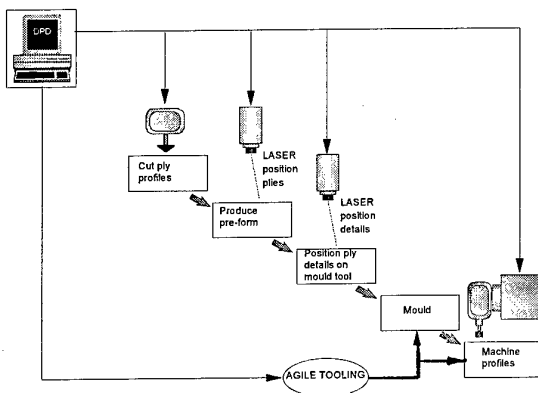 DPD
Cut ply
profiles
LASER
position
plies
Produce
pre-form
LASER
position
details
Position ply
details on
mould tool
Mould
Machine
profiles
AGILE TOOLING